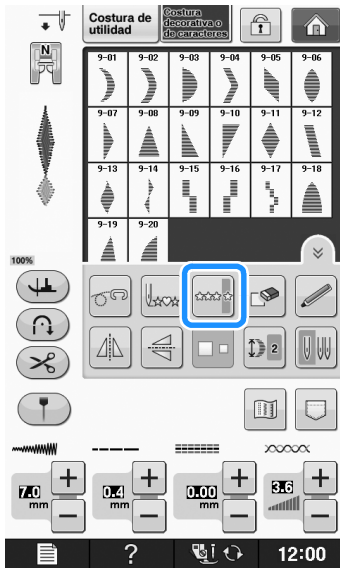 Costura de
utilidad
Costura
decorativa o
de caracteres
N
9-01 9-02 9-03 9-04 9-05 9-06
9-07 9-08 9-09 9-10 9-11 9-12
9-13 9-14 9-15 9-16 9-17 9-18
9-19 9-20
100%
2
7.0
mm
0.4
mm
0.00
mm
3.6
? 12:00